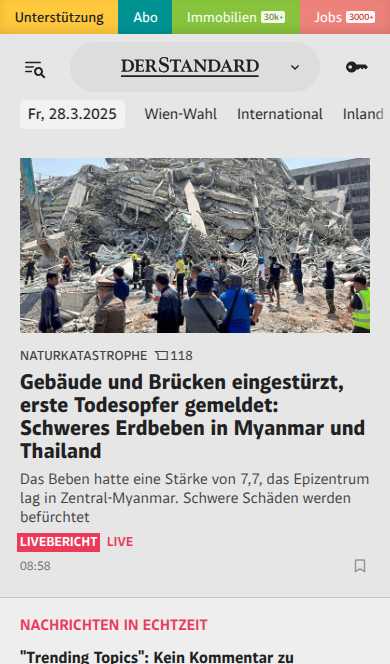 Unterstützung Abo Immobilien 30k+ Jobs 3000+
DERSTANDARD
Fr, 28.3.2025 Wien-Wahl International Inland
NATURKATASTROPHE 118
Gebäude und Brücken eingestürzt,
erste Todesopfer gemeldet:
Schweres Erdbeben in Myanmar und
Thailand
Das Beben hatte eine Stärke von 7,7, das Epizentrum
lag in Zentral-Myanmar. Schwere Schäden werden
befürchtet
LIVEBERICHT LIVE
08:58
NACHRICHTEN IN ECHTZEIT
"Trending Topics": Kein Kommentar zu